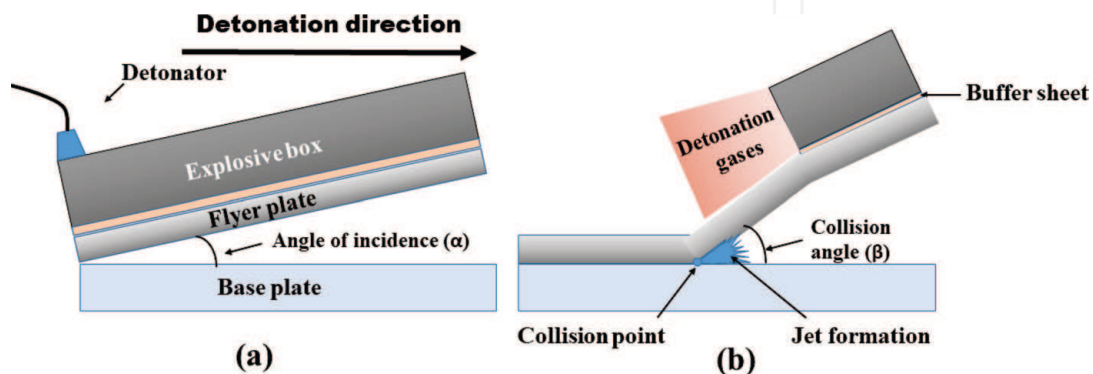 Detonation direction
Detonator
Explosive box
Flyer plate
Angle of incidence (α)
Base plate
(a)
Buffer sheet
Detonation
gases
Collision
angle (β)
Collision point
Jet formation
(b)